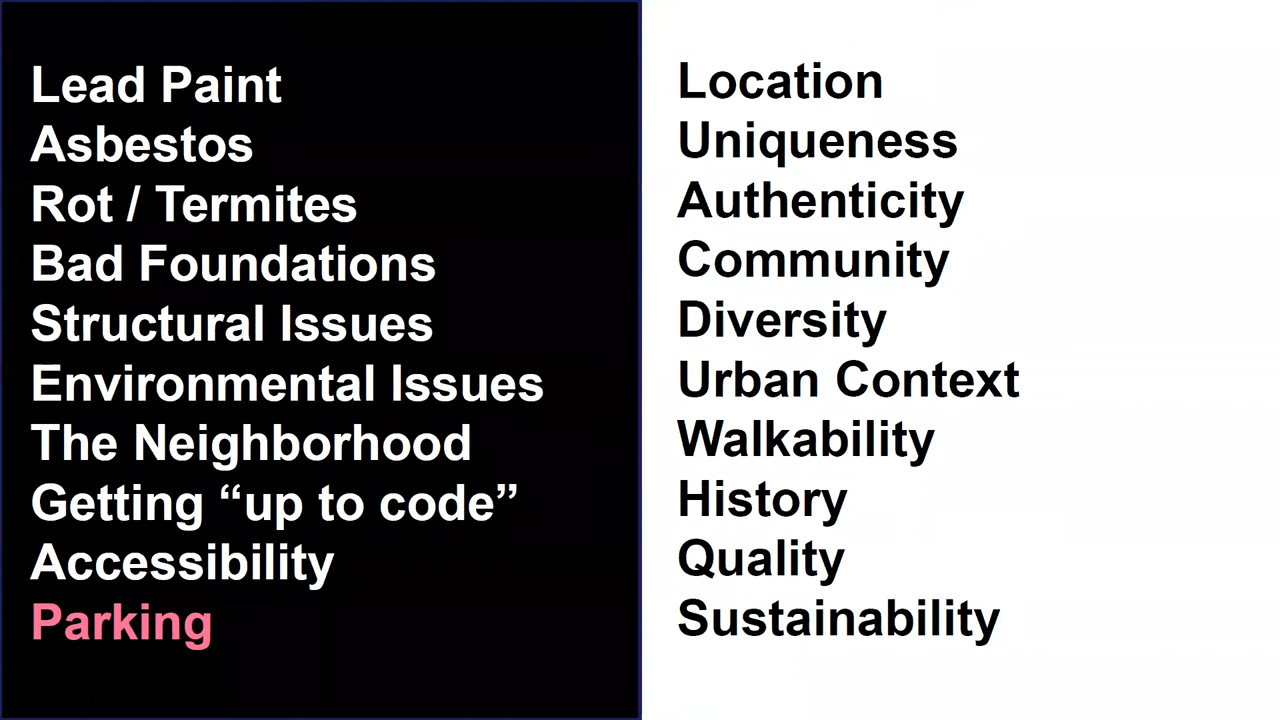 Lead Paint
Asbestos
Rot / Termites
Bad Foundations
Structural Issues
Environmental Issues
The Neighborhood
Getting “up to code”
Accessibility
Parking
Location
Uniqueness
Authenticity
Community
Diversity
Urban Context
Walkability
History
Quality
Sustainability